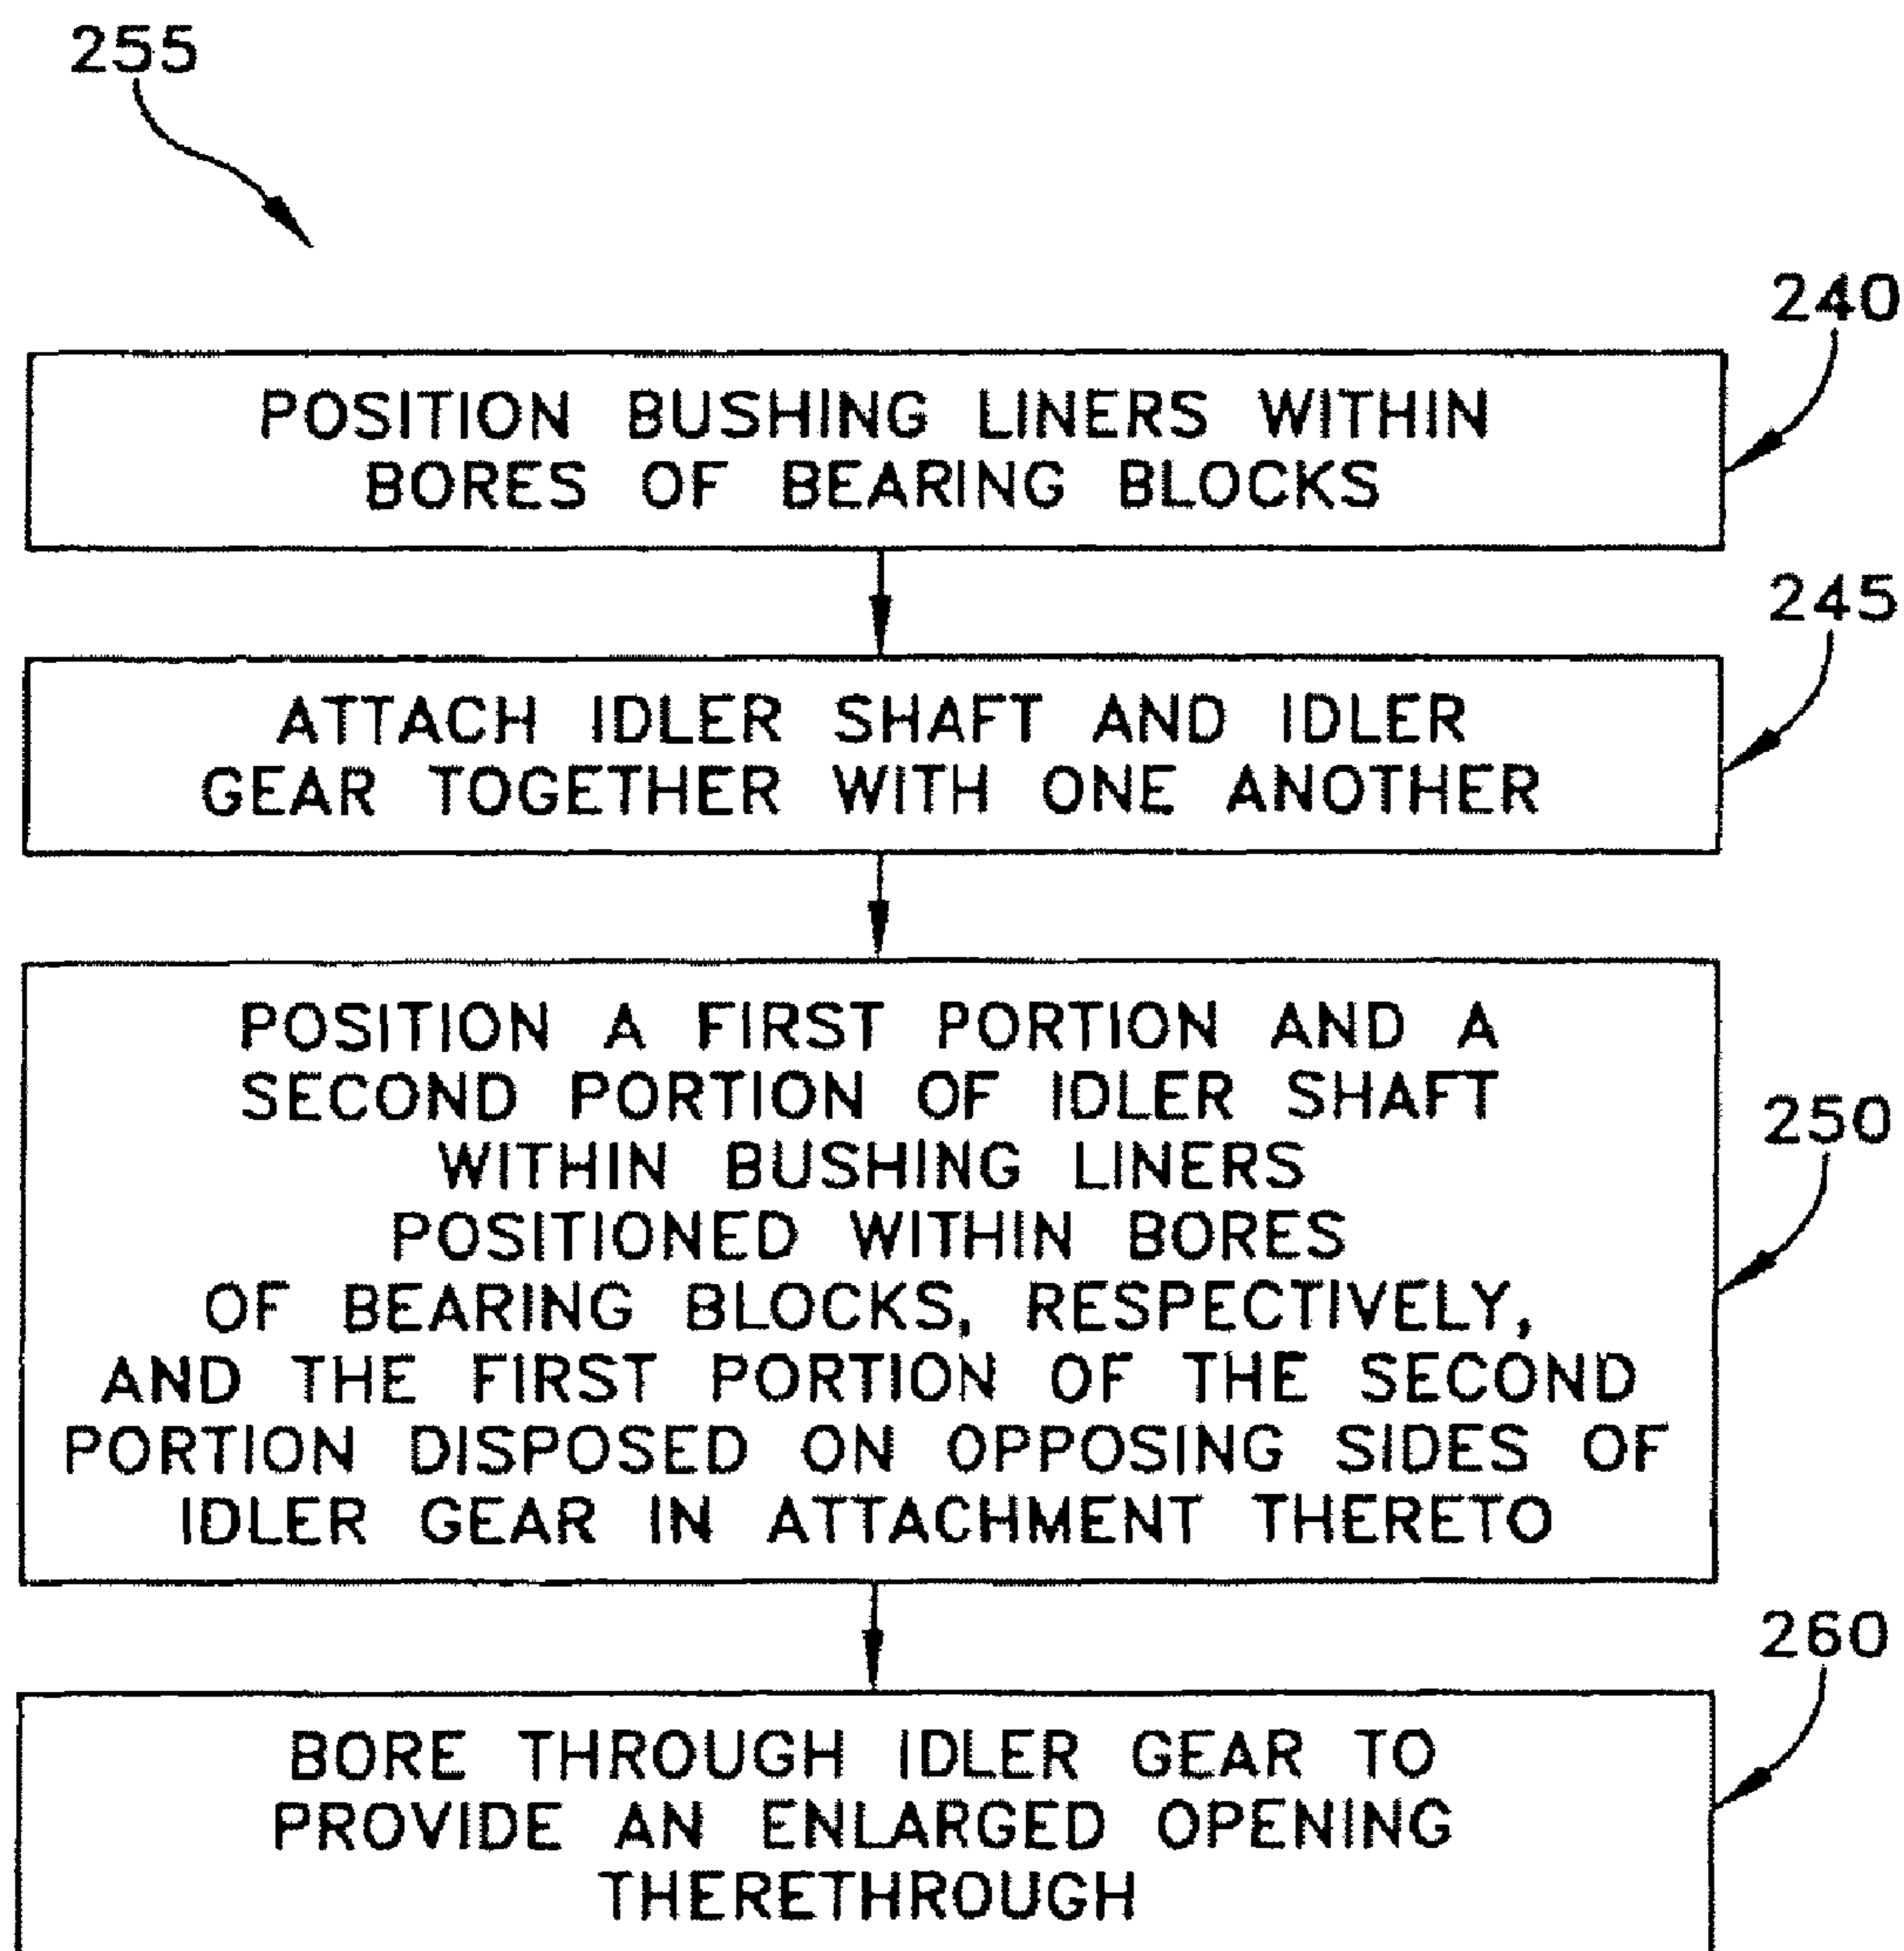 255
240
POSITION BUSHING LINERS WITHIN
BORES OF BEARING BLOCKS
245
ATTACH IDLER SHAFT AND IDLER
GEAR TOGETHER WITH ONE ANOTHER
250
POSITION A FIRST PORTION AND A
SECOND PORTION OF IDLER SHAFT
WITHIN BUSHING LINERS
POSITIONED WITHIN BORES
OF BEARING BLOCKS, RESPECTIVELY,
AND THE FIRST PORTION OF THE SECOND
PORTION DISPOSED ON OPPOSING SIDES OF
IDLER GEAR IN ATTACHMENT THERETO
260
BORE THROUGH IDLER GEAR TO
PROVIDE AN ENLARGED OPENING
THERETHROUGH